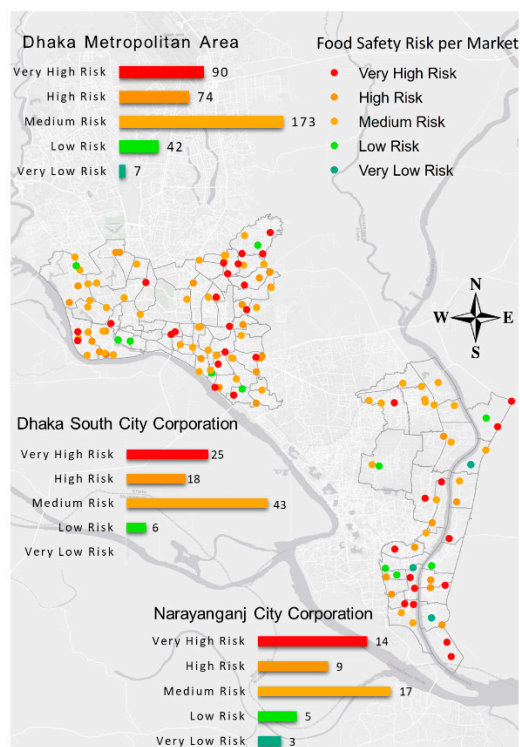 Dhaka Metropolitan Area
Very High Risk 90
High Risk 74
Medium Risk 173
Low Risk 42
Very Low Risk 7
Food Safety Risk per Market
Very High Risk
High Risk
Medium Risk
Low Risk
Very Low Risk
N
W E
S
Dhaka South City Corporation
Very High Risk 25
High Risk 18
Medium Risk 43
Low Risk 6
Very Low Risk
Narayanganj City Corporation
Very High Risk 14
High Risk 9
Medium Risk 17
Low Risk 5
Very Low Risk 3